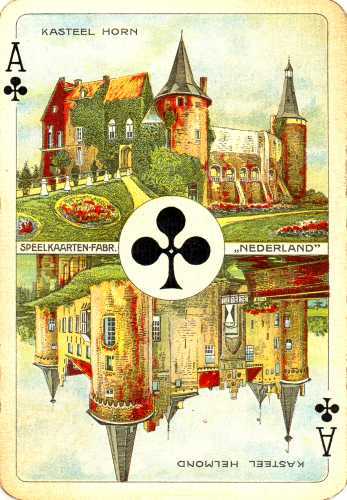 KASTEEL HORN
A
SPEELKAARTEN-FABR. „NEDERLAND”
KASTEEL HELMOND
A